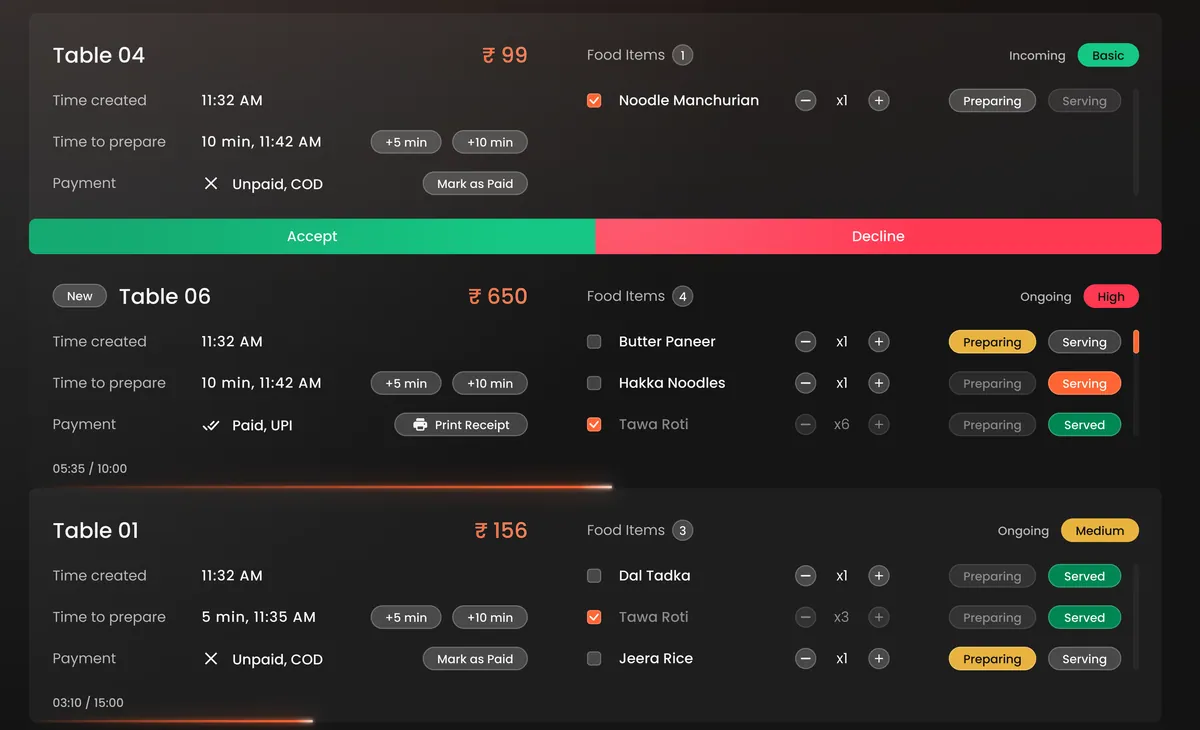 Table 04 ₹ 99 Food Items 1 Incoming Basic
Time created 11:32 AM Noodle Manchurian x1 Preparing Serving
Time to prepare 10 min, 11:42 AM +5 min +10 min
Payment Unpaid, COD Mark as Paid
Accept Decline
New Table 06 ₹ 650 Food Items 4 Ongoing High
Time created 11:32 AM Butter Paneer x1 Preparing Serving
Time to prepare 10 min, 11:42 AM +5 min +10 min Hakka Noodles x1 Preparing Serving
Payment Paid, UPI Print Receipt Tawa Roti x6 Preparing Served
05:35 / 10:00
Table 01 ₹ 156 Food Items 3 Ongoing Medium
Time created 11:32 AM Dal Tadka x1 Preparing Served
Time to prepare 5 min, 11:35 AM +5 min +10 min Tawa Roti x3 Preparing Served
Payment Unpaid, COD Mark as Paid Jeera Rice x1 Preparing Serving
03:10 / 15:00